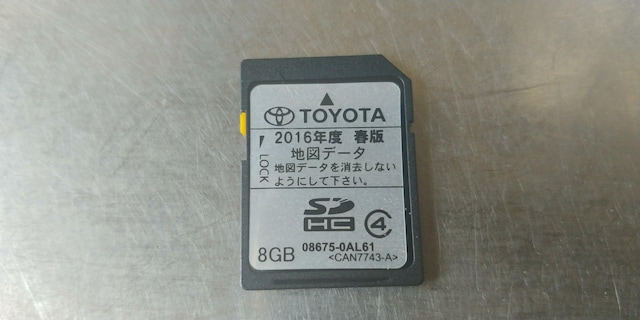 TOYOTA
2016年度 春版
地図データ
地図データを消去しない
ようにして下さい。
LOCK
SD
HC
4
8GB
08675-0AL61
<CAN7743-A>